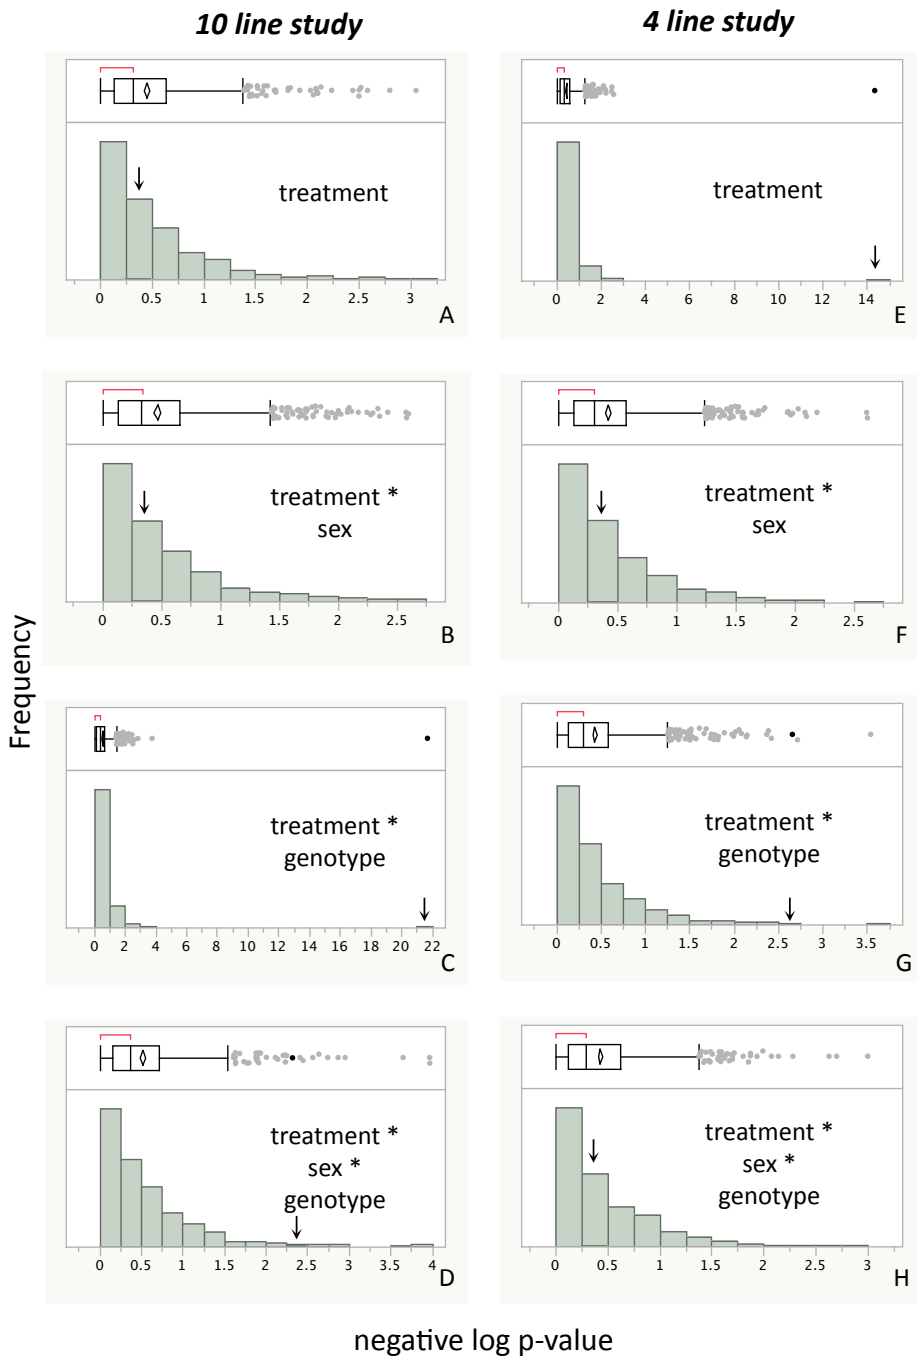 10 line study
4 line study
treatment
0 0.5 1 1.5 2 2.5 3
A
treatment
0 2 4 6 8 10 12 14
E
treatment *
sex
0 0.5 1 1.5 2 2.5
B
treatment *
sex
0 0.5 1 1.5 2 2.5
F
Frequency
treatment *
genotype
0 2 4 6 8 10 12 14 16 18 20 22
C
treatment *
genotype
0 0.5 1 1.5 2 2.5 3 3.5
G
treatment *
sex *
genotype
0 0.5 1 1.5 2 2.5 3 3.5 4
D
treatment *
sex *
genotype
0 0.5 1 1.5 2 2.5 3
H
negative log p-value